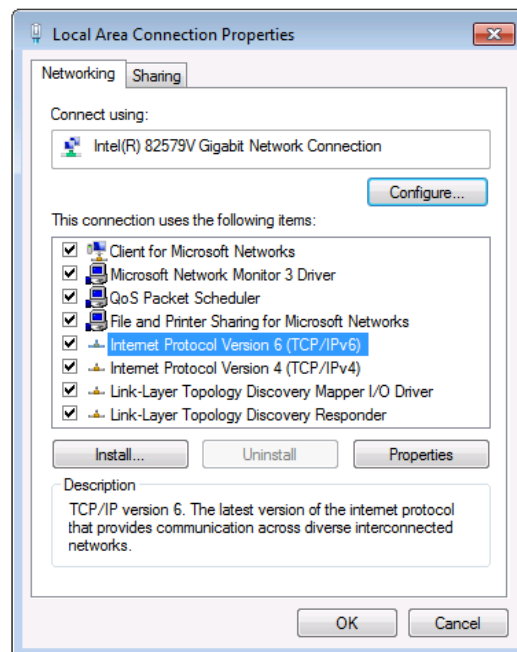 Local Area Connection Properties
Networking
Sharing
Connect using:
Intel(R) 82579V Gigabit Network Connection
Configure...
This connection uses the following items:
Client for Microsoft Networks
Microsoft Network Monitor 3 Driver
QoS Packet Scheduler
File and Printer Sharing for Microsoft Networks
Internet Protocol Version 6 (TCP/IPv6)
Internet Protocol Version 4 (TCP/IPv4)
Link-Layer Topology Discovery Mapper I/O Driver
Link-Layer Topology Discovery Responder
Install...
Uninstall
Properties
Description
TCP/IP version 6. The latest version of the internet protocol
that provides communication across diverse interconnected
networks.
OK
Cancel